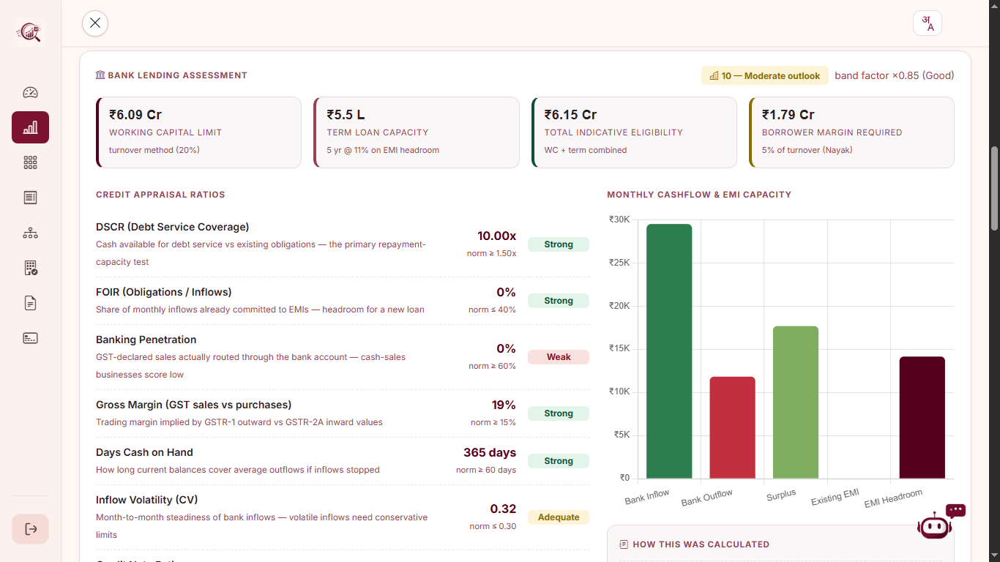 अ
A
BANK LENDING ASSESSMENT
10 — Moderate outlook
band factor ×0.85 (Good)
₹6.09 Cr
WORKING CAPITAL LIMIT
turnover method (20%)
₹5.5 L
TERM LOAN CAPACITY
5 yr @ 11% on EMI headroom
₹6.15 Cr
TOTAL INDICATIVE ELIGIBILITY
WC + term combined
₹1.79 Cr
BORROWER MARGIN REQUIRED
5% of turnover (Nayak)
CREDIT APPRAISAL RATIOS
DSCR (Debt Service Coverage)
Cash available for debt service vs existing obligations — the primary repayment-
capacity test
10.00x
norm ≥ 1.50x
Strong
FOIR (Obligations / Inflows)
Share of monthly inflows already committed to EMIs — headroom for a new loan
0%
norm ≤ 40%
Strong
Banking Penetration
GST-declared sales actually routed through the bank account — cash-sales
businesses score low
0%
norm ≥ 60%
Weak
Gross Margin (GST sales vs purchases)
Trading margin implied by GSTR-1 outward vs GSTR-2A inward values
19%
norm ≥ 15%
Strong
Days Cash on Hand
How long current balances cover average outflows if inflows stopped
365 days
norm ≥ 60 days
Strong
Inflow Volatility (CV)
Month-to-month steadiness of bank inflows — volatile inflows need conservative
limits
0.32
norm ≤ 0.30
Adequate
MONTHLY CASHFLOW & EMI CAPACITY
₹30K
₹25K
₹20K
₹15K
₹10K
₹5K
₹0
Bank Inflow
Bank Outflow
Surplus
Existing EMI
EMI Headroom
HOW THIS WAS CALCULATED